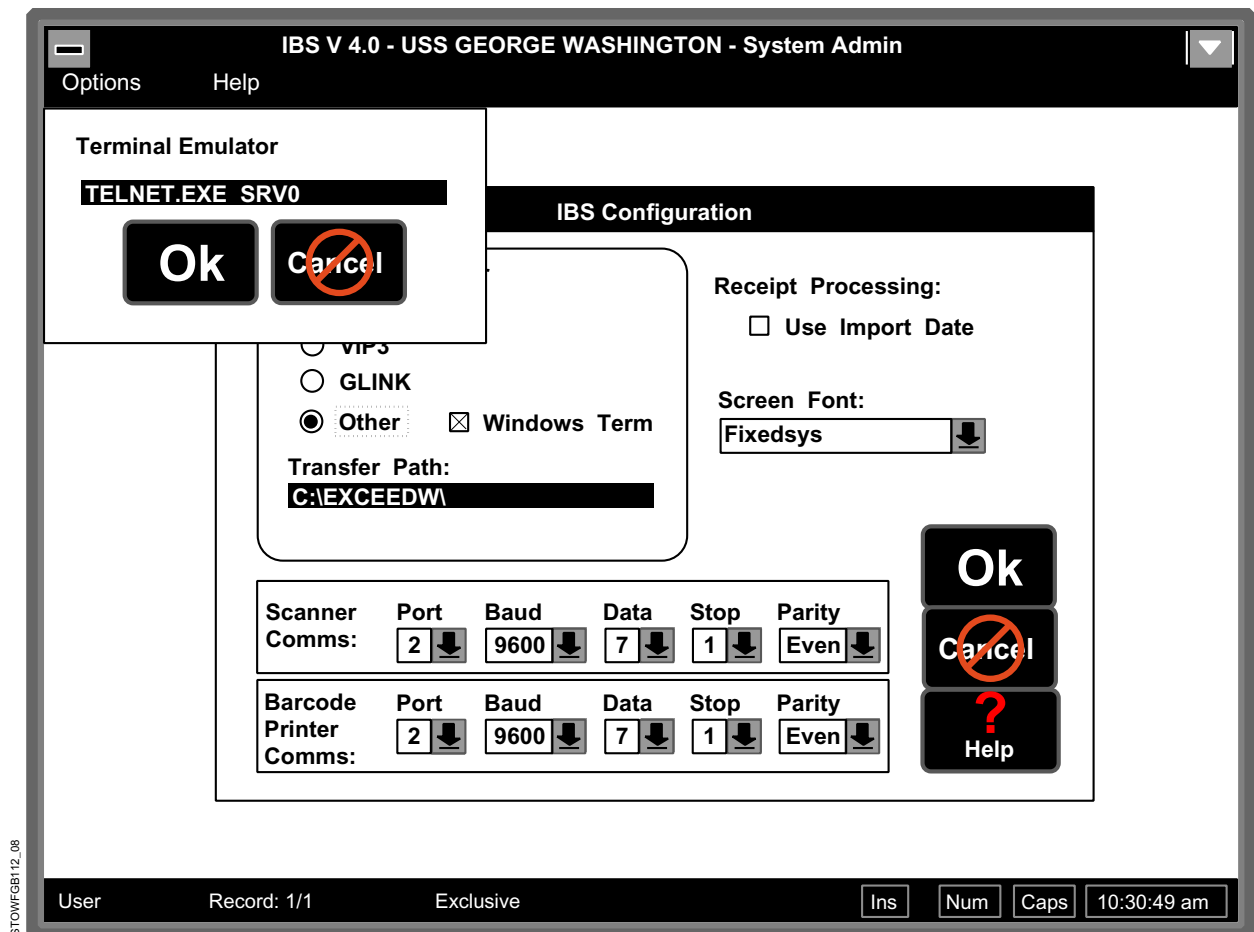 IBS V 4.0 - USS GEORGE WASHINGTON - System Admin
Options Help
Terminal Emulator
TELNET.EXE SRV0
Ok Cancel
IBS Configuration
VIP3
GLINK
Other Windows Term
Transfer Path:
C:\EXCEEDW\
Receipt Processing:
Use Import Date
Screen Font:
Fixedsys
Scanner Comms:
Port Baud Data Stop Parity
2 9600 7 1 Even
Barcode Printer Comms:
Port Baud Data Stop Parity
2 9600 7 1 Even
Ok
Cancel
?
Help
User Record: 1/1 Exclusive Ins Num Caps 10:30:49 am
STOWFGB112_08